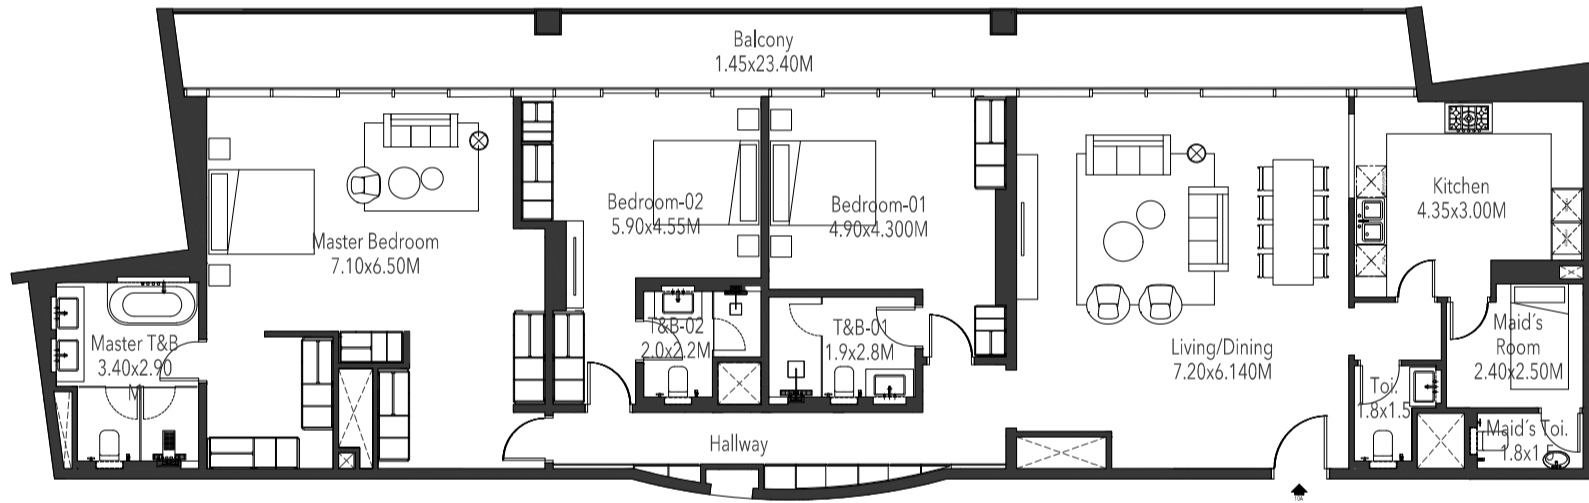 Balcony
1.45x23.40M
Master Bedroom
7.10x6.50M
Bedroom-02
5.90x4.55M
Bedroom-01
4.90x4.300M
Kitchen
4.35x3.00M
Master T&B
3.40x2.90
M
T&B-02
2.0x2.2M
T&B-01
1.9x2.8M
Living/Dining
7.20x6.140M
Maid's
Room
2.40x2.50M
Toi.
1.8x1.5
Maid's Toi.
Hallway